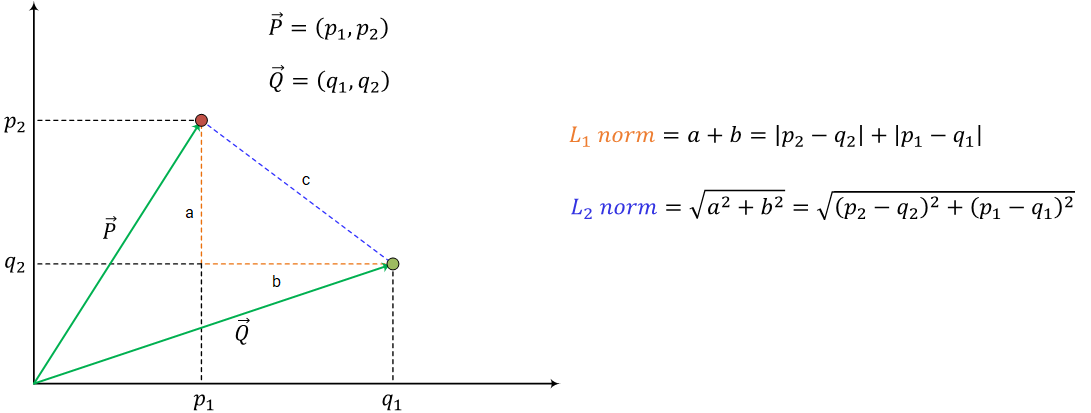 P⃗ = (p₁, p₂)
Q⃗ = (q₁, q₂)
p₂
c
a
P⃗
q₂
b
Q⃗
p₁
q₁
L₁ norm = a + b = |p₂ − q₂| + |p₁ − q₁|
L₂ norm = √(a² + b²) = √((p₂ − q₂)² + (p₁ − q₁)²)